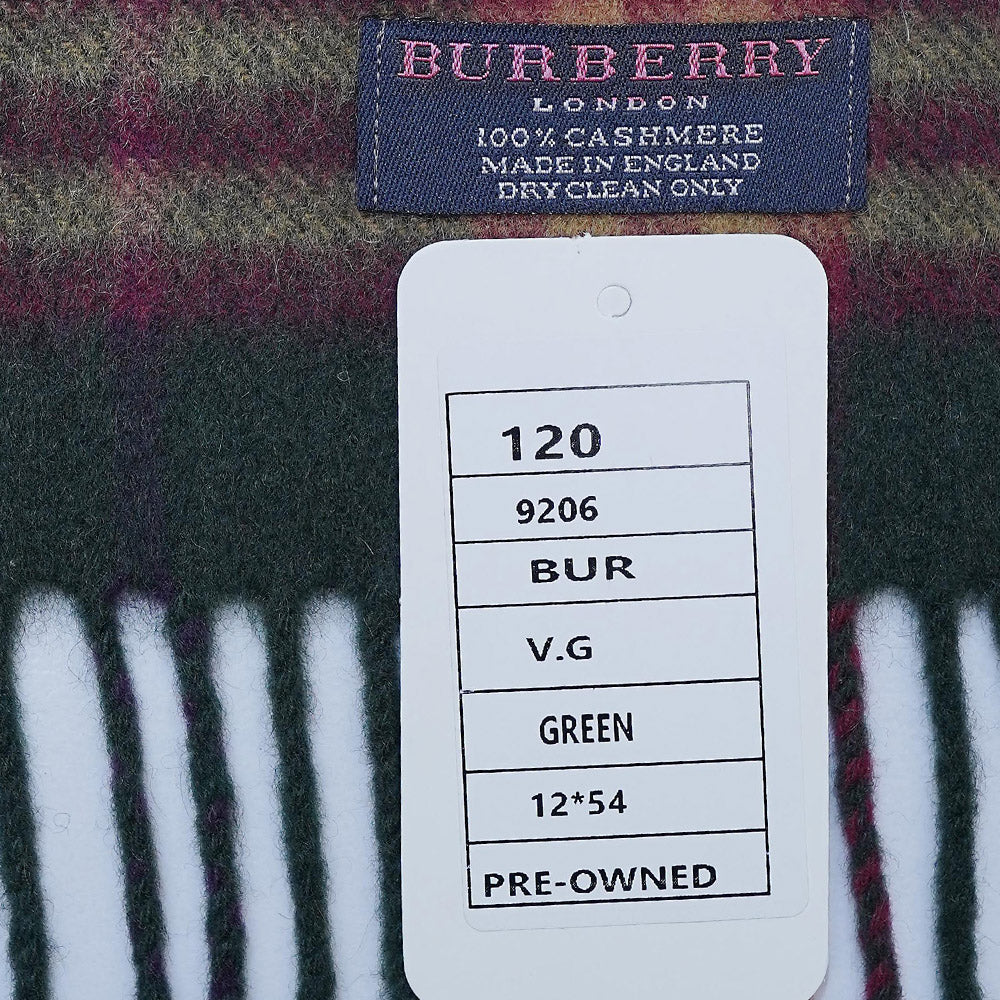 BURBERRY
LONDON
100% CASHMERE
MADE IN ENGLAND
DRY CLEAN ONLY
120
9206
BUR
V.G
GREEN
12*54
PRE-OWNED